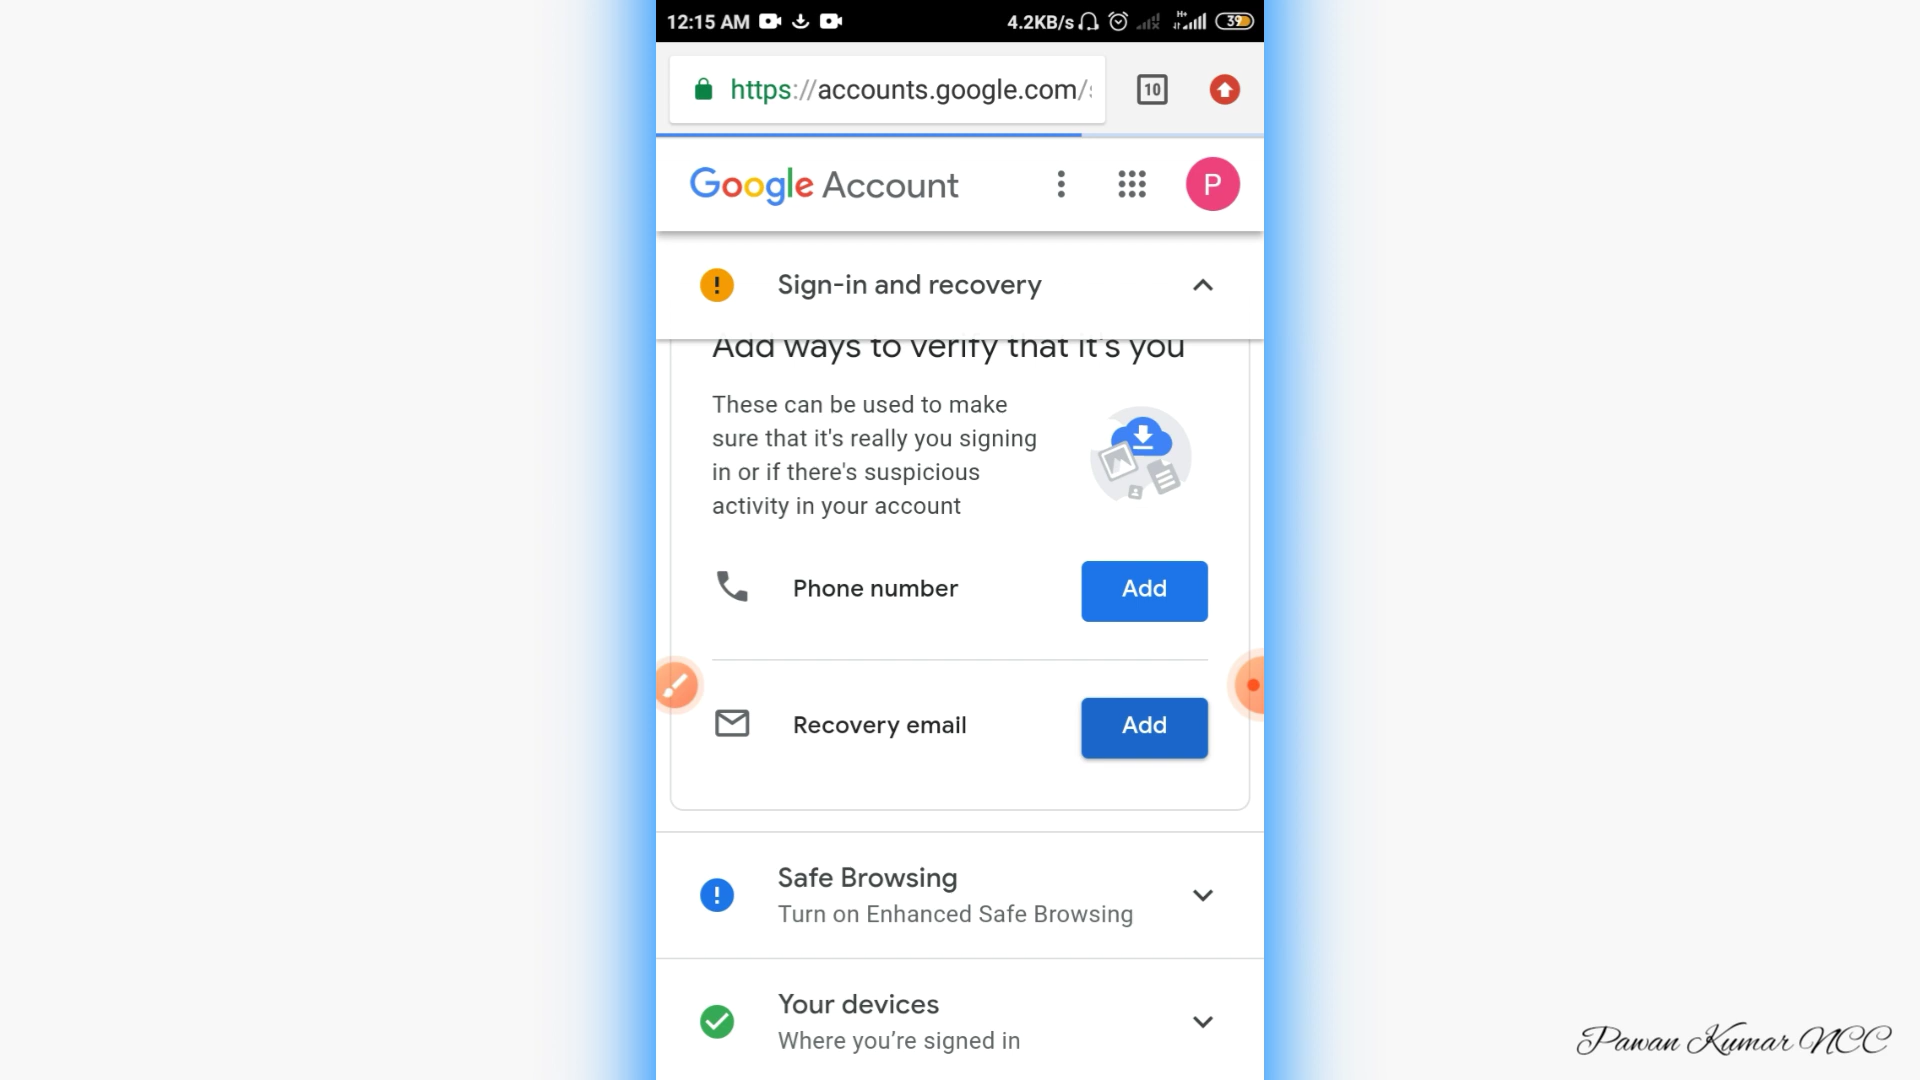 12:15 AM 4.2KB/s H+ 39
https://accounts.google.com/ 10
Google Account P
Sign-in and recovery
Add ways to verify that it's you
These can be used to make
sure that it's really you signing
in or if there's suspicious
activity in your account
Phone number Add
Recovery email Add
Safe Browsing
Turn on Enhanced Safe Browsing
Your devices
Where you're signed in
Pawan Kumar NCC